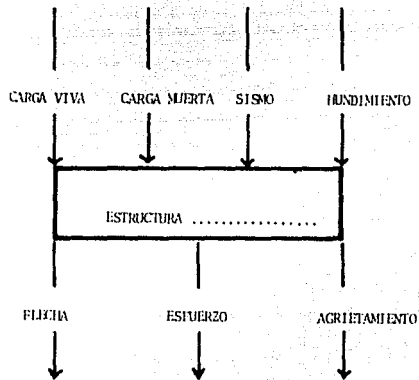 CARGA VIVA CARGA MUERTA SISMO HUNDIMIENTO
ESTRUCTURA .................
FLECHA ESFUERZO AGRIETAMIENTO